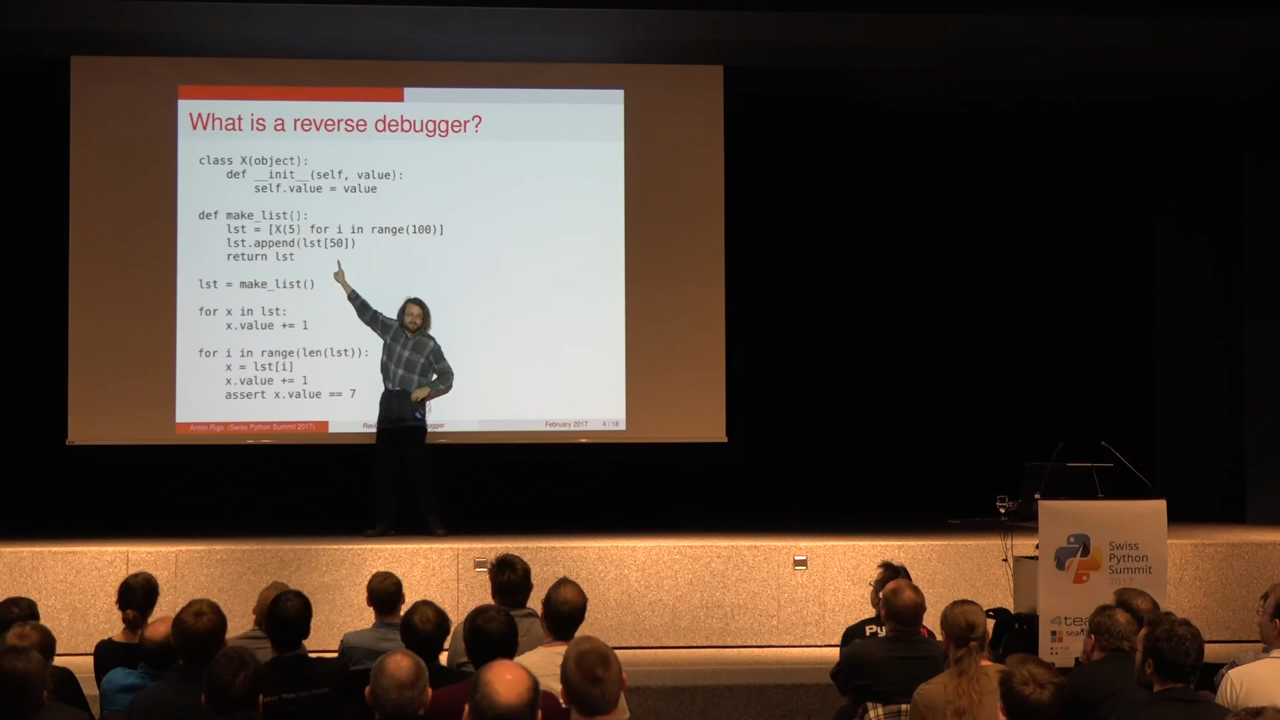 What is a reverse debugger?
class X(object):
def __init__(self, value):
self.value = value
def make_list():
lst = [X(5) for i in range(100)]
lst.append(lst[50])
return lst
lst = make_list()
for x in lst:
x.value += 1
for i in range(len(lst)):
x = lst[i]
x.value += 1
assert x.value == 7
Armin Rigo (Swiss Python Summit 2017)
February 2017 4 / 16
Swiss
Python
Summit
2017